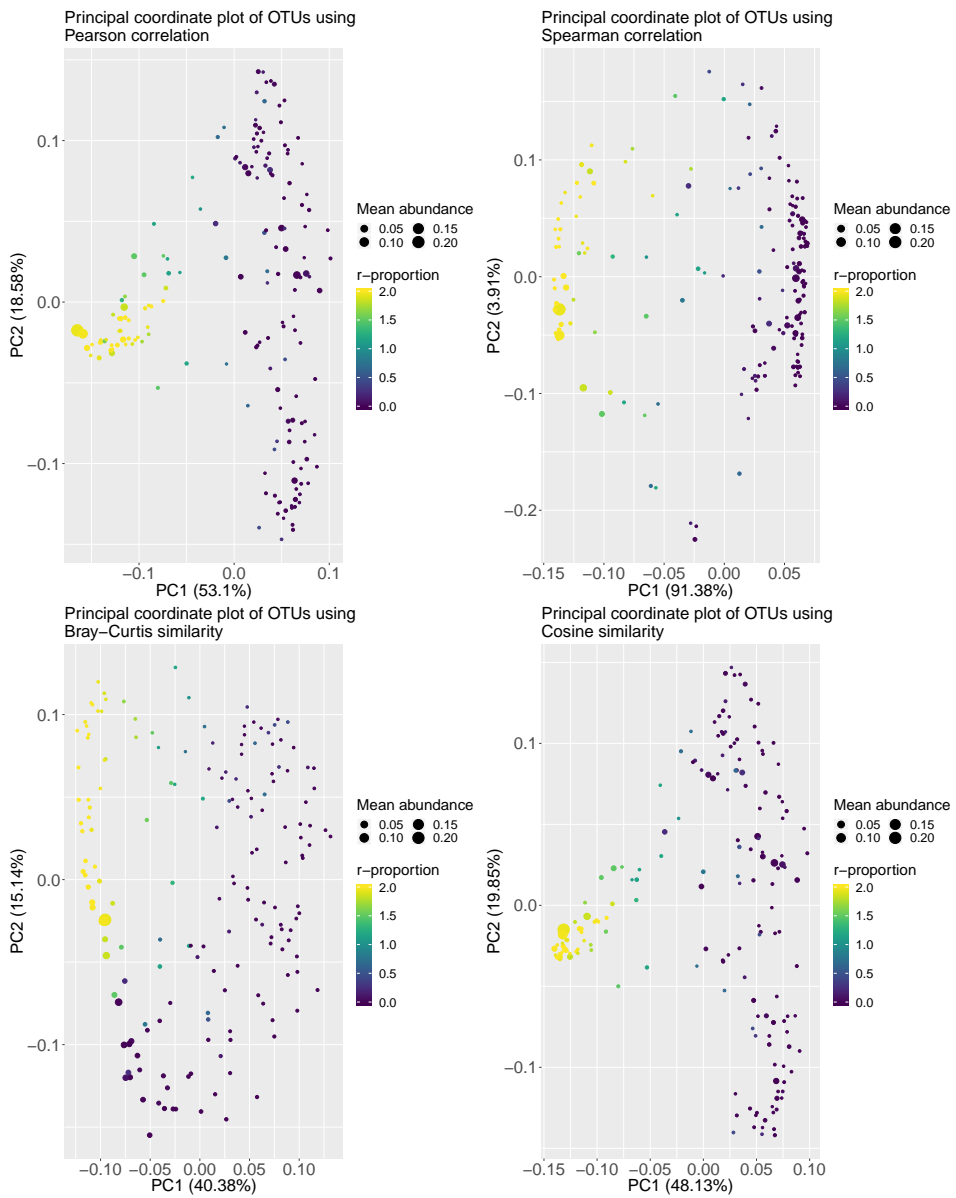 Principal coordinate plot of OTUs using
Pearson correlation
PC2 (18.58%)
0.1
0.0
−0.1
−0.1 0.0 0.1
PC1 (53.1%)
Mean abundance
0.05 0.15
0.10 0.20
r−proportion
2.0
1.5
1.0
0.5
0.0
Principal coordinate plot of OTUs using
Spearman correlation
PC2 (3.91%)
0.1
0.0
−0.1
−0.2
−0.15 −0.10 −0.05 0.00 0.05
PC1 (91.38%)
Mean abundance
0.05 0.15
0.10 0.20
r−proportion
2.0
1.5
1.0
0.5
0.0
Principal coordinate plot of OTUs using
Bray−Curtis similarity
PC2 (15.14%)
0.1
0.0
−0.1
−0.10 −0.05 0.00 0.05 0.10
PC1 (40.38%)
Mean abundance
0.05 0.15
0.10 0.20
r−proportion
2.0
1.5
1.0
0.5
0.0
Principal coordinate plot of OTUs using
Cosine similarity
PC2 (19.85%)
0.1
0.0
−0.1
−0.15 −0.10 −0.05 0.00 0.05 0.10
PC1 (48.13%)
Mean abundance
0.05 0.15
0.10 0.20
r−proportion
2.0
1.5
1.0
0.5
0.0